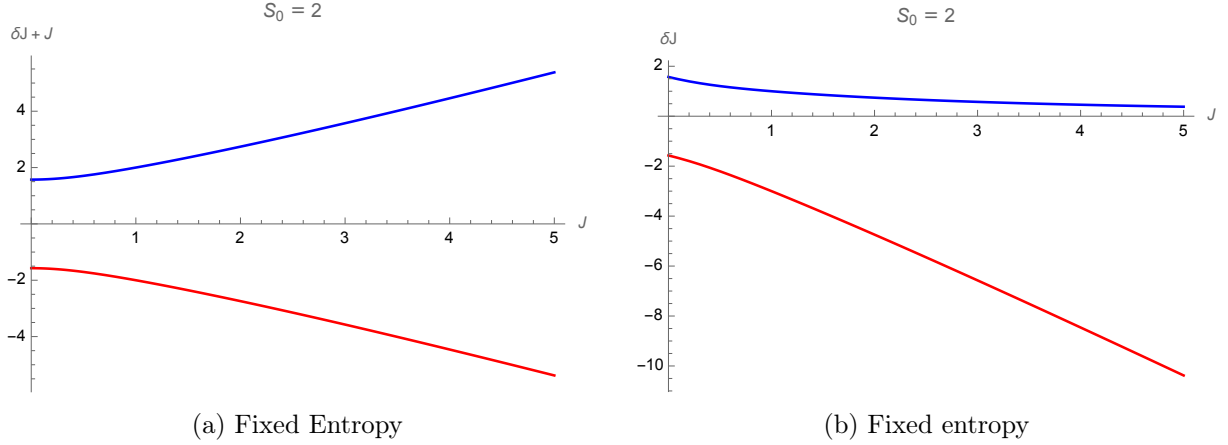 S₀ = 2
δJ + J
4
2
1 2 3 4 5 J
−2
−4
(a) Fixed Entropy
S₀ = 2
δJ
2
1 2 3 4 5 J
−2
−4
−6
−8
−10
(b) Fixed entropy